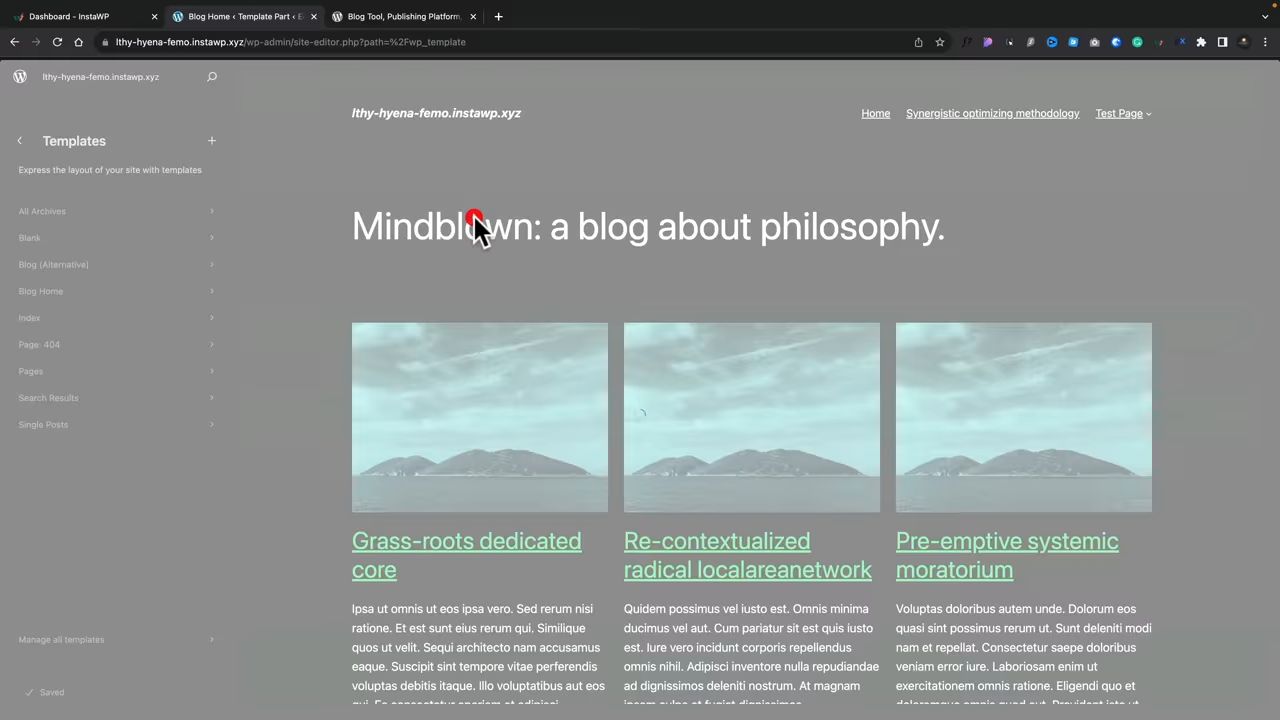 Dashboard - InstaWP
Blog Home ‹ Template Part ‹
Blog Tool, Publishing Platform,
lthy-hyena-femo.instawp.xyz/wp-admin/site-editor.php?path=%2Fwp_template
lthy-hyena-femo.instawp.xyz
Templates
Express the layout of your site with templates
All Archives
Blank
Blog (Alternative)
Blog Home
Index
Page: 404
Pages
Search Results
Single Posts
Manage all templates
Saved
lthy-hyena-femo.instawp.xyz
Home
Synergistic optimizing methodology
Test Page
Mindblown: a blog about philosophy.
Grass-roots dedicated
core
Ipsa ut omnis ut eos ipsa vero. Sed rerum nisi
ratione. Et est sunt eius rerum qui. Similique
quos ut velit. Sequi architecto nam accusamus
eaque. Suscipit sint tempore vitae perferendis
voluptas debitis itaque. Illo voluptatibus aut eos
Re-contextualized
radical localareanetwork
Quidem possimus vel iusto est. Omnis minima
ducimus vel aut. Cum pariatur sit est quis iusto
est. Iure vero incidunt corporis repellendus
omnis nihil. Adipisci inventore nulla repudiandae
ad dignissimos deleniti nostrum. At magnam
Pre-emptive systemic
moratorium
Voluptas doloribus autem unde. Dolorum eos
quasi sint possimus rerum ut. Sunt deleniti modi
nam et repellat. Consectetur saepe doloribus
veniam error iure. Laboriosam enim ut
exercitationem omnis ratione. Eligendi quo et